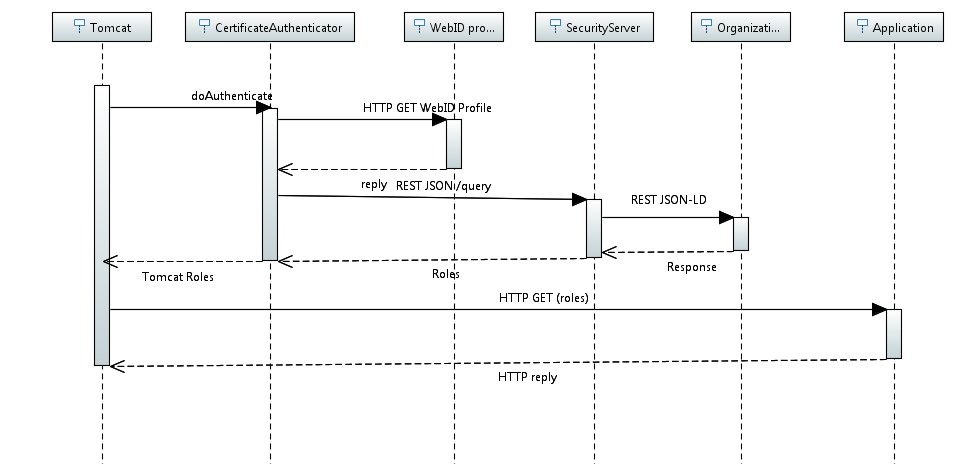 Tomcat
CertificateAuthenticator
WebID pro...
SecurityServer
Organizati...
Application
doAuthenticate
HTTP GET WebID Profile
reply
REST JSON/query
REST JSON-LD
Tomcat Roles
Roles
Response
HTTP GET (roles)
HTTP reply